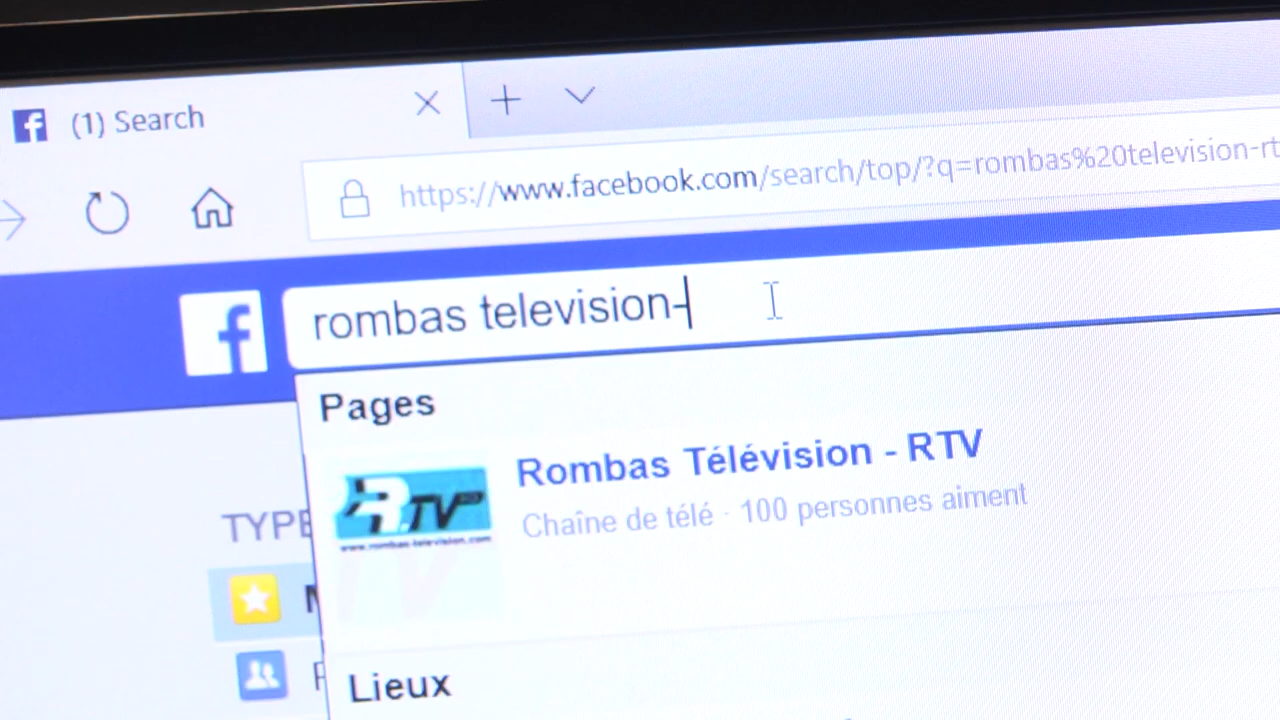 (1) Search
https://www.facebook.com/search/top/?q=rombas%20television-rt
rombas television-
Pages
Rombas Télévision - RTV
Chaîne de télé · 100 personnes aiment
RTV
www.rombas-television.com
TYPE
Lieux